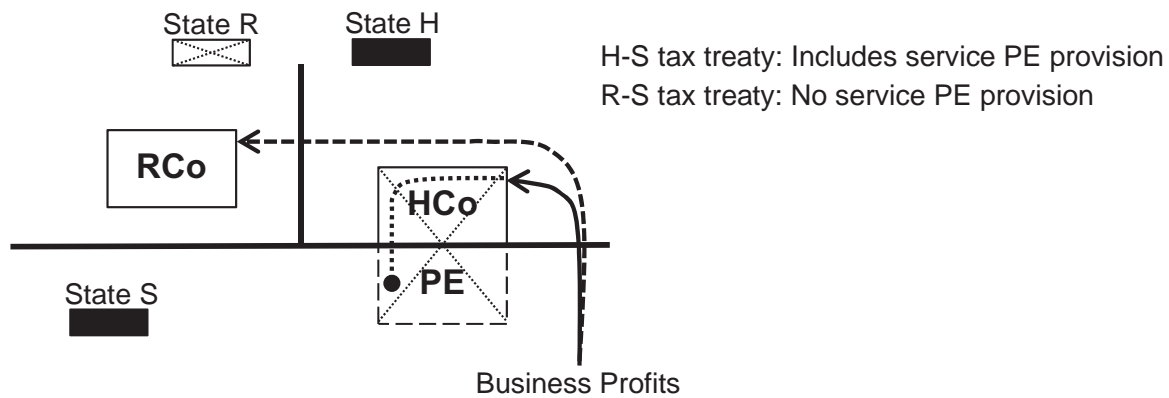 State R
State H
H-S tax treaty: Includes service PE provision
R-S tax treaty: No service PE provision
RCo
HCo
PE
State S
Business Profits